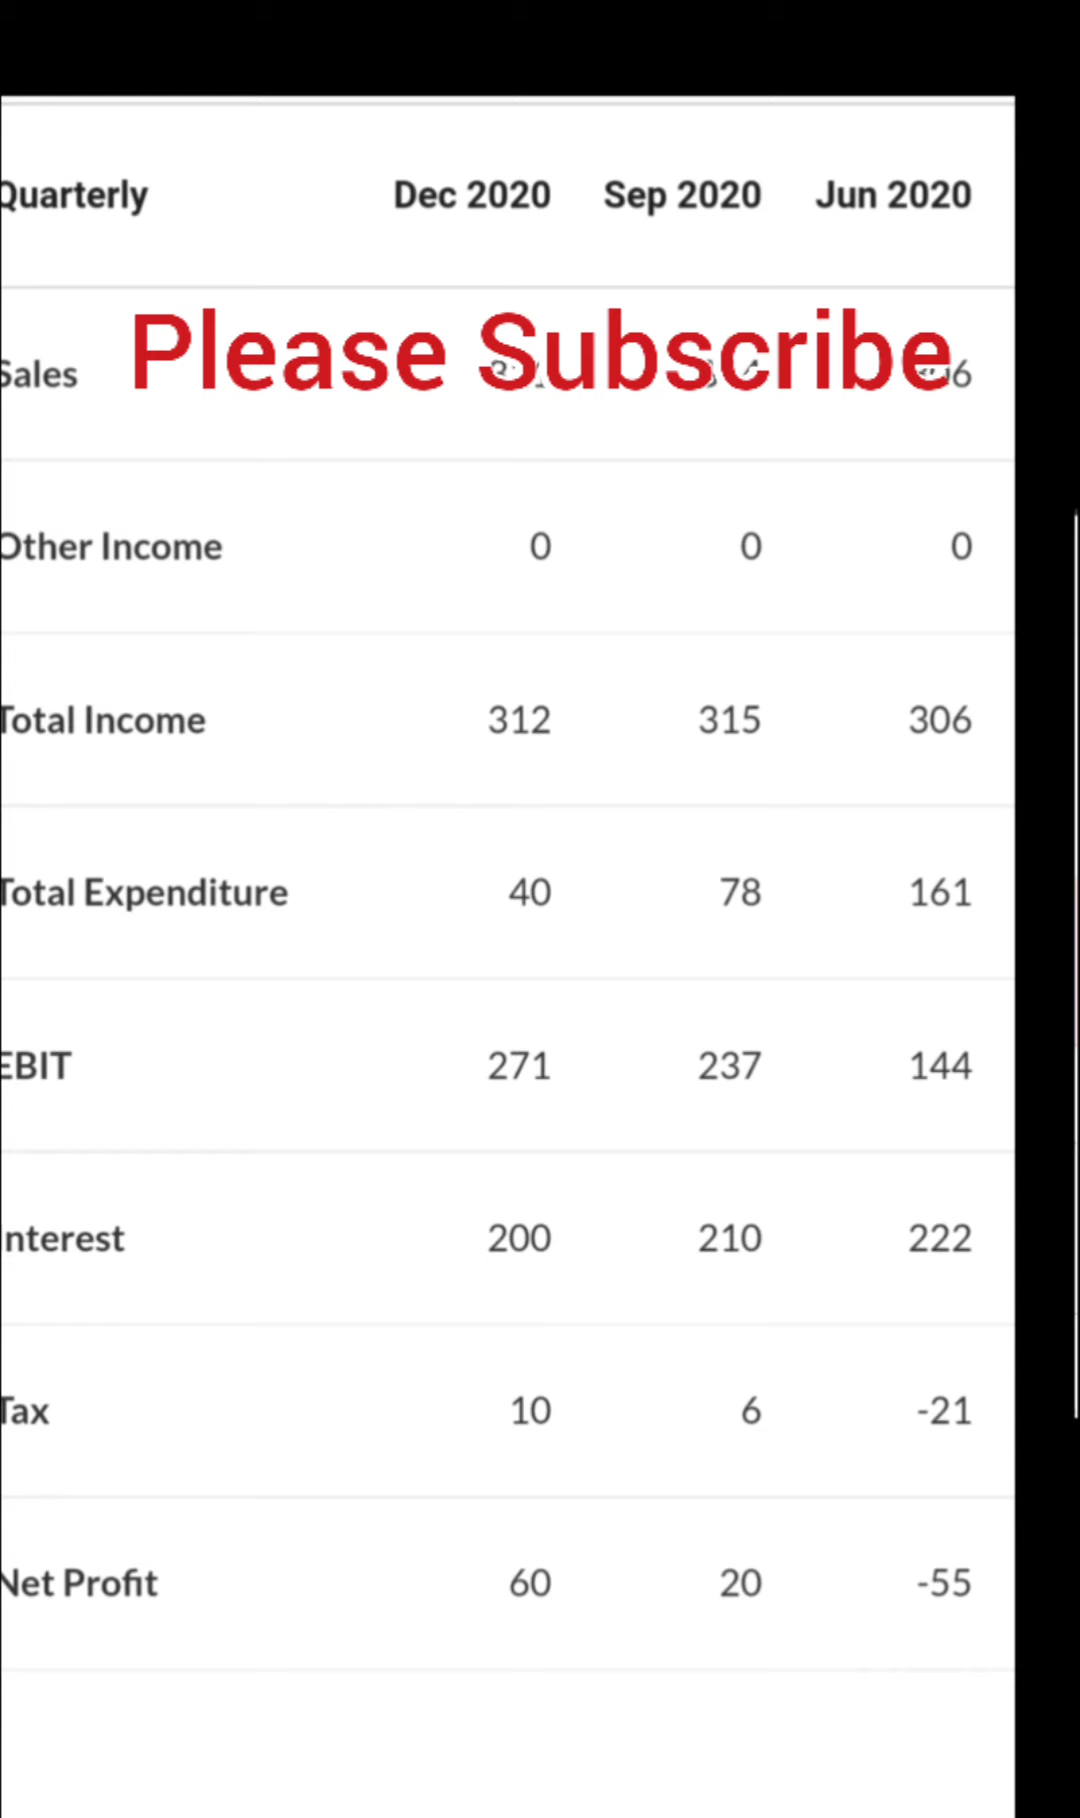 Quarterly Dec 2020 Sep 2020 Jun 2020
Please Subscribe
Sales
Other Income 0 0 0
Total Income 312 315 306
Total Expenditure 40 78 161
EBIT 271 237 144
Interest 200 210 222
Tax 10 6 -21
Net Profit 60 20 -55